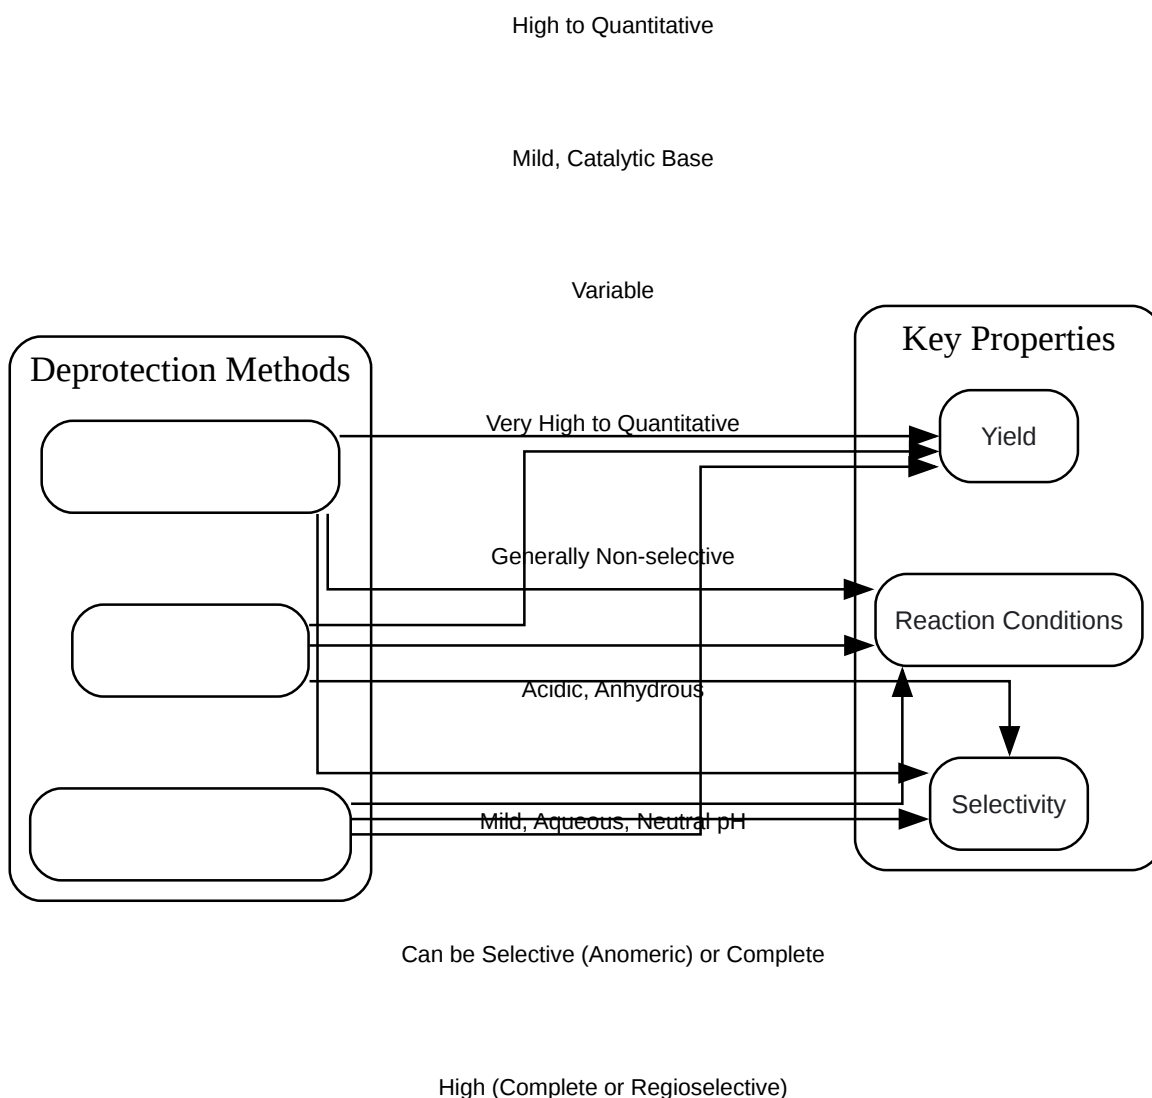 High to Quantitative
Mild, Catalytic Base
Variable
Key Properties
Deprotection Methods
Very High to Quantitative
Yield
Generally Non-selective
Reaction Conditions
Acidic, Anhydrous
Selectivity
Mild, Aqueous, Neutral pH
Can be Selective (Anomeric) or Complete
High (Complete or Regioselective)